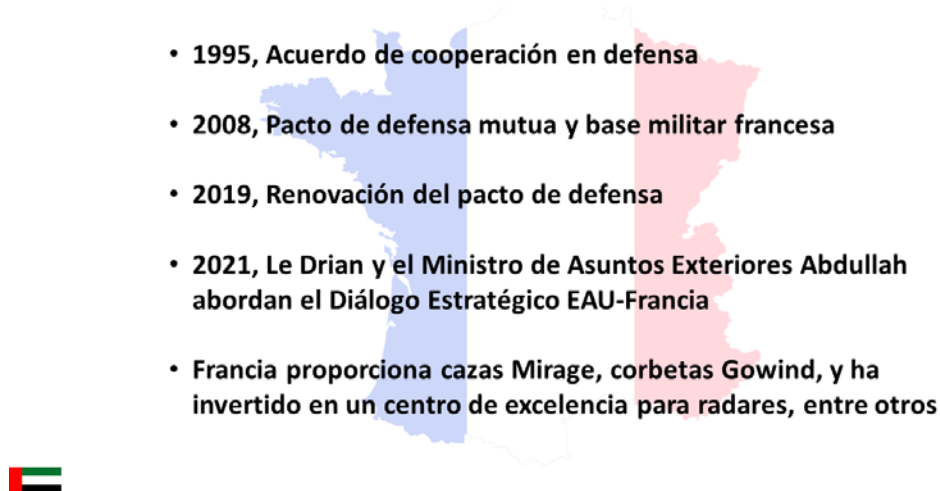 • 1995, Acuerdo de cooperación en defensa
• 2008, Pacto de defensa mutua y base militar francesa
• 2019, Renovación del pacto de defensa
• 2021, Le Drian y el Ministro de Asuntos Exteriores Abdullah
abordan el Diálogo Estratégico EAU-Francia
• Francia proporciona cazas Mirage, corbetas Gowind, y ha
invertido en un centro de excelencia para radares, entre otros